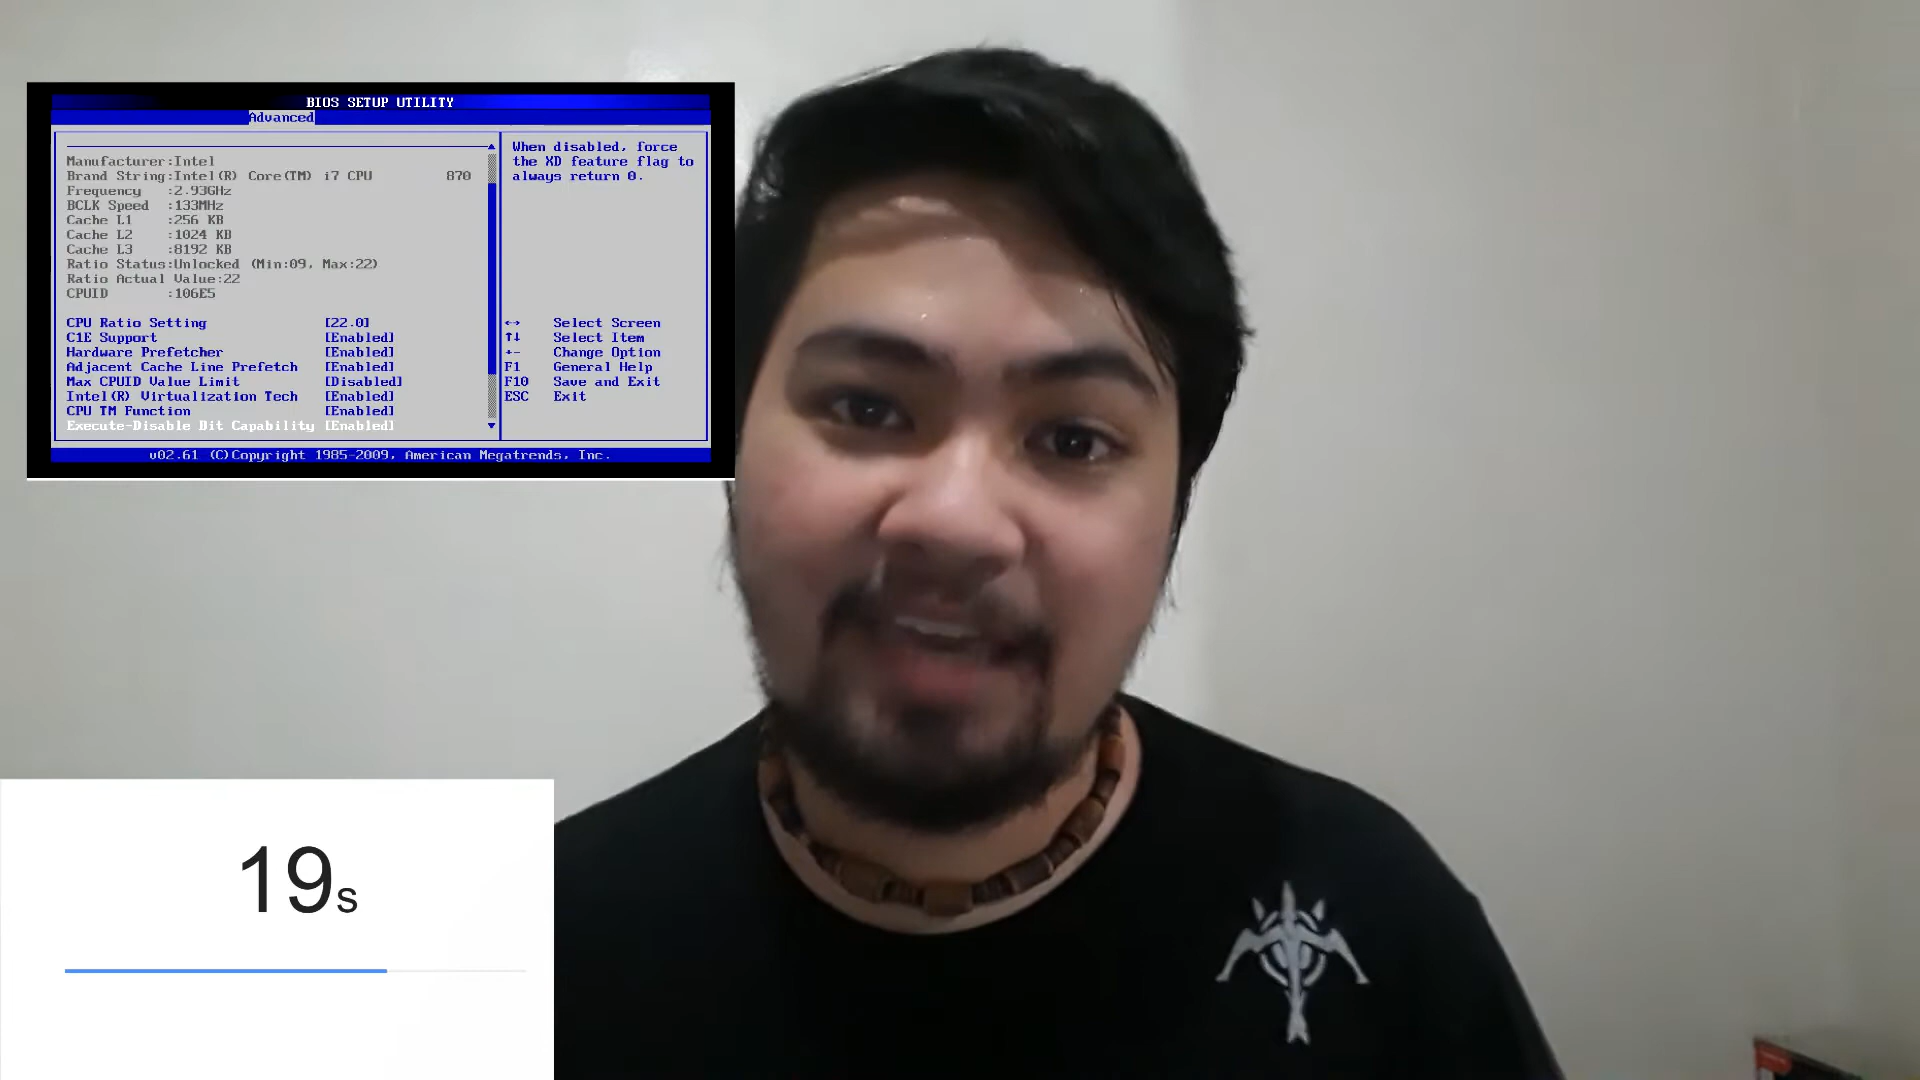 BIOS SETUP UTILITY
Advanced
Manufacturer:Intel
Brand String:Intel(R) Core(TM) i7 CPU 870
Frequency :2.93GHz
BCLK Speed :133MHz
Cache L1 :256 KB
Cache L2 :1024 KB
Cache L3 :8192 KB
Ratio Status:Unlocked (Min:09, Max:22)
Ratio Actual Value:22
CPUID :106E5
CPU Ratio Setting [22.0]
C1E Support [Enabled]
Hardware Prefetcher [Enabled]
Adjacent Cache Line Prefetch [Enabled]
Max CPUID Value Limit [Disabled]
Intel(R) Virtualization Tech [Enabled]
CPU TM Function [Enabled]
Execute-Disable Bit Capability [Enabled]
When disabled, force
the XD feature flag to
always return 0.
↔ Select Screen
↑↓ Select Item
+- Change Option
F1 General Help
F10 Save and Exit
ESC Exit
v02.61 (C)Copyright 1985-2009, American Megatrends, Inc.
19s